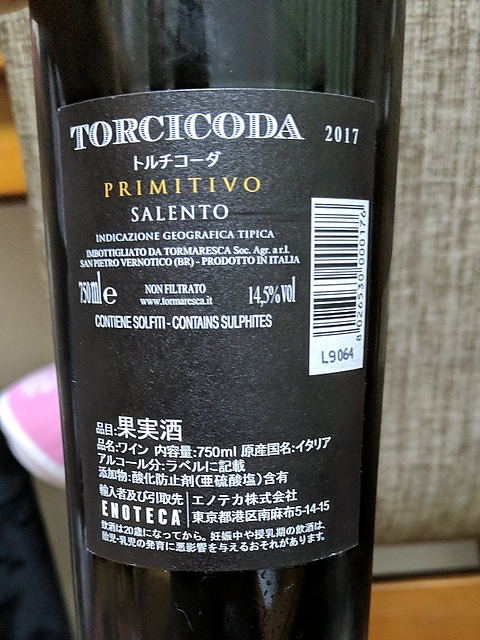 TORCICODA 2017
トルチコーダ
PRIMITIVO
SALENTO
INDICAZIONE GEOGRAFICA TIPICA
IMBOTTIGLIATO DA TORMARESCA Soc. Agr. a r.l.
SAN PIETRO VERNOTICO (BR) - PRODOTTO IN ITALIA
750ml e NON FILTRATO 14,5% vol
www.tormaresca.it
CONTIENE SOLFITI - CONTAINS SULPHITES
8 026530 000176
L9064
品目:果実酒
品名:ワイン 内容量:750ml 原産国名:イタリア
アルコール分:ラベルに記載
添加物:酸化防止剤(亜硫酸塩)含有
輸入者及び引取先 エノテカ株式会社
ENOTECA 東京都港区南麻布5-14-15
飲酒は20歳になってから。妊娠中や授乳期の飲酒は、
胎児・乳児の発育に悪影響を与えるおそれがあります。